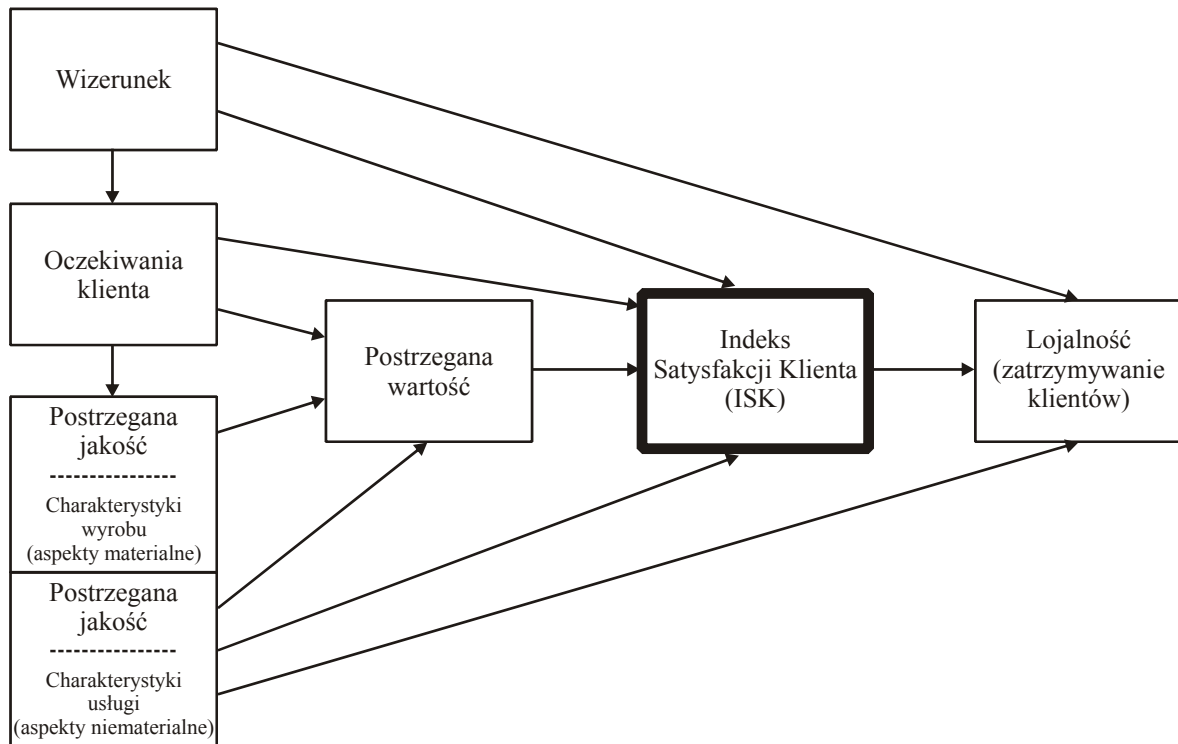 Wizerunek
Oczekiwania
klienta
Postrzegana
jakość
Charakterystyki
wyrobu
(aspekty materialne)
Postrzegana
jakość
Charakterystyki
usługi
(aspekty niematerialne)
Postrzegana
wartość
Indeks
Satysfakcji Klienta
(ISK)
Lojalność
(zatrzymywanie
klientów)